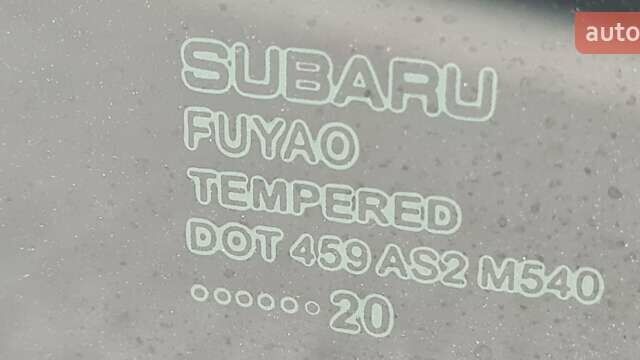 auto
SUBARU
FUYAO
TEMPERED
DOT 459 AS2 M540
•••••• 20